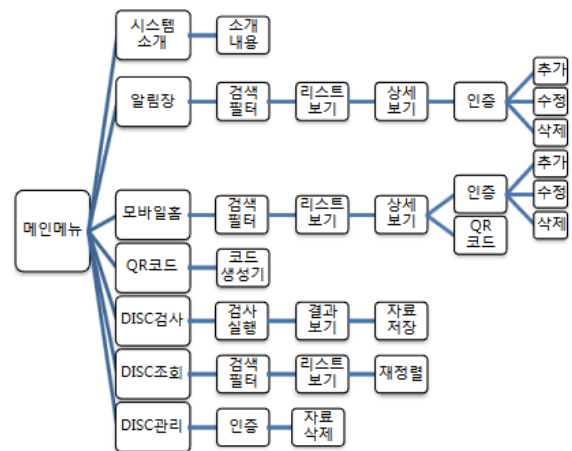 시스템
소개
소개
내용
알림장
검색
필터
리스트
보기
상세
보기
인증
추가
수정
삭제
메인메뉴
모바일홈
검색
필터
리스트
보기
상세
보기
인증
추가
수정
삭제
QR
코드
QR코드
코드
생성기
DISC검사
검사
실행
결과
보기
자료
저장
DISC조회
검색
필터
리스트
보기
재정렬
DISC관리
인증
자료
삭제